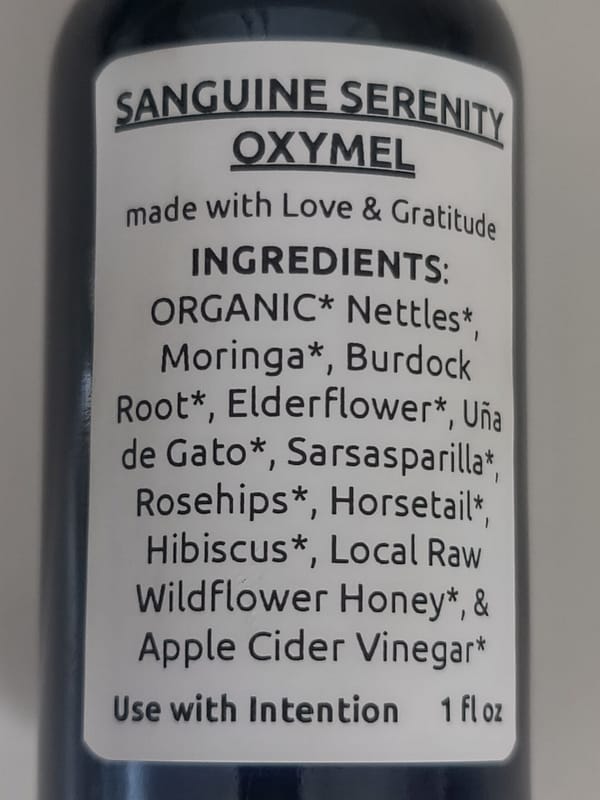 SANGUINE SERENITY
OXYMEL
made with Love & Gratitude
INGREDIENTS:
ORGANIC* Nettles*,
Moringa*, Burdock
Root*, Elderflower*, Uña
de Gato*, Sarsasparilla*,
Rosehips*, Horsetail*,
Hibiscus*, Local Raw
Wildflower Honey*, &
Apple Cider Vinegar*
Use with Intention 1 fl oz